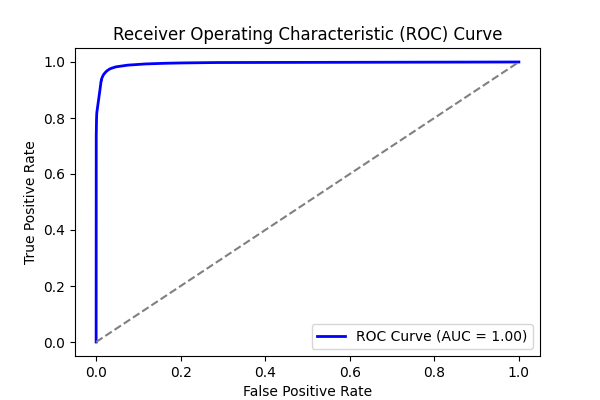 Receiver Operating Characteristic (ROC) Curve
1.0
0.8
0.6
0.4
0.2
0.0
True Positive Rate
ROC Curve (AUC = 1.00)
0.0 0.2 0.4 0.6 0.8 1.0
False Positive Rate